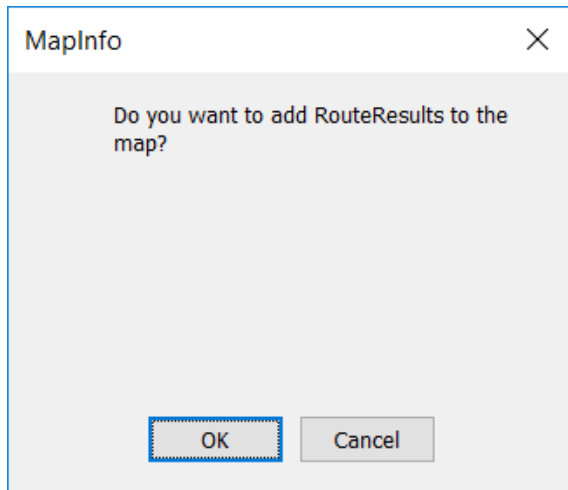 MapInfo
Do you want to add RouteResults to the
map?
OK
Cancel